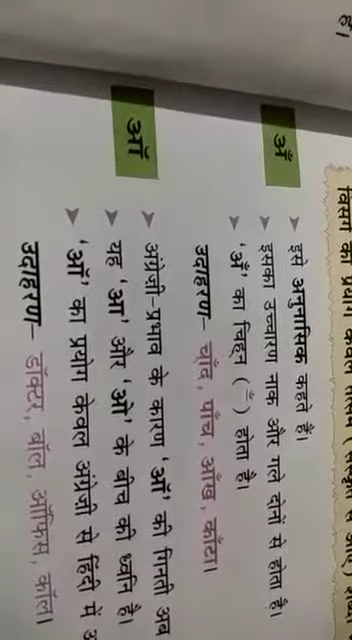 हैं।
विसर्ग का प्रयोग केवल तत्सम (संस्कृत से आए)
अँ
➤ इसे अनुनासिक कहते हैं।
➤ इसका उच्चारण नाक और गले दोनों से होता है।
➤ 'अँ' का चिह्न (ँ) होता है।
उदाहरण— चाँद, पाँच, आँख, काँटा।
ऑ
➤ अंग्रेज़ी-प्रभाव के कारण 'ऑ' की गिनती अब
➤ यह 'आ' और 'ओ' के बीच की ध्वनि है।
➤ 'ऑ' का प्रयोग केवल अंग्रेज़ी से हिंदी में
उदाहरण— डॉक्टर, बॉल, ऑफिस, कॉल।